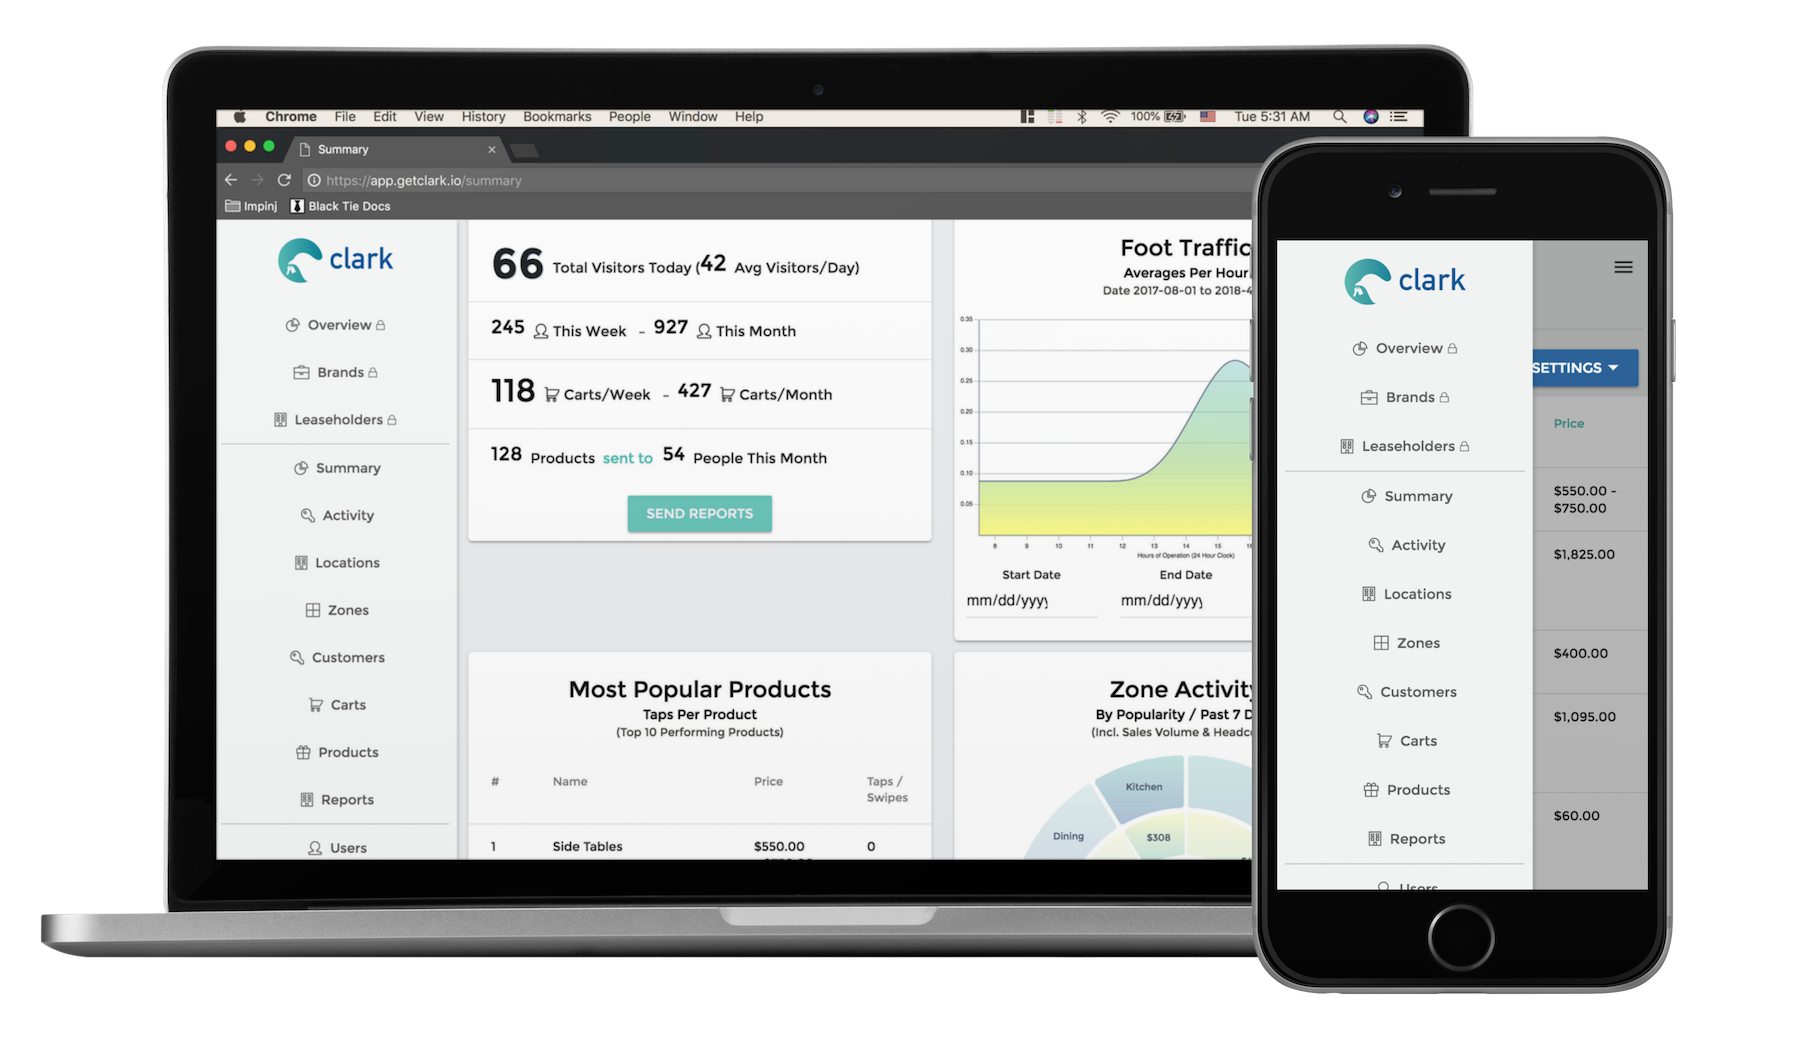 Chrome File Edit View History Bookmarks People Window Help 100% Tue 5:31 AM
Summary
https://app.getclark.io/summary
Impinj Black Tie Docs
clark
Overview
Brands
Leaseholders
Summary
Activity
Locations
Zones
Customers
Carts
Products
Reports
Users
66 Total Visitors Today (42 Avg Visitors/Day)
245 This Week - 927 This Month
118 Carts/Week - 427 Carts/Month
128 Products sent to 54 People This Month
SEND REPORTS
Foot Traffic
Averages Per Hour
Date 2017-08-01 to 2018-4
0.35
0.30
0.25
0.20
0.15
0.10
0.05
8 9 10 11 12 13 14 15 16
Hours of Operation (24 Hour Clock)
Start Date End Date
mm/dd/yyyy mm/dd/yyyy
Most Popular Products
Taps Per Product
(Top 10 Performing Products)
# Name Price Taps /
Swipes
1 Side Tables $550.00 0
Zone Activity
By Popularity / Past 7 D
(Incl. Sales Volume & Headc
Kitchen
Dining
$308
clark
Overview
Brands
Leaseholders
Summary
Activity
Locations
Zones
Customers
Carts
Products
Reports
Users
SETTINGS
Price
$550.00 -
$750.00
$1,825.00
$400.00
$1,095.00
$60.00